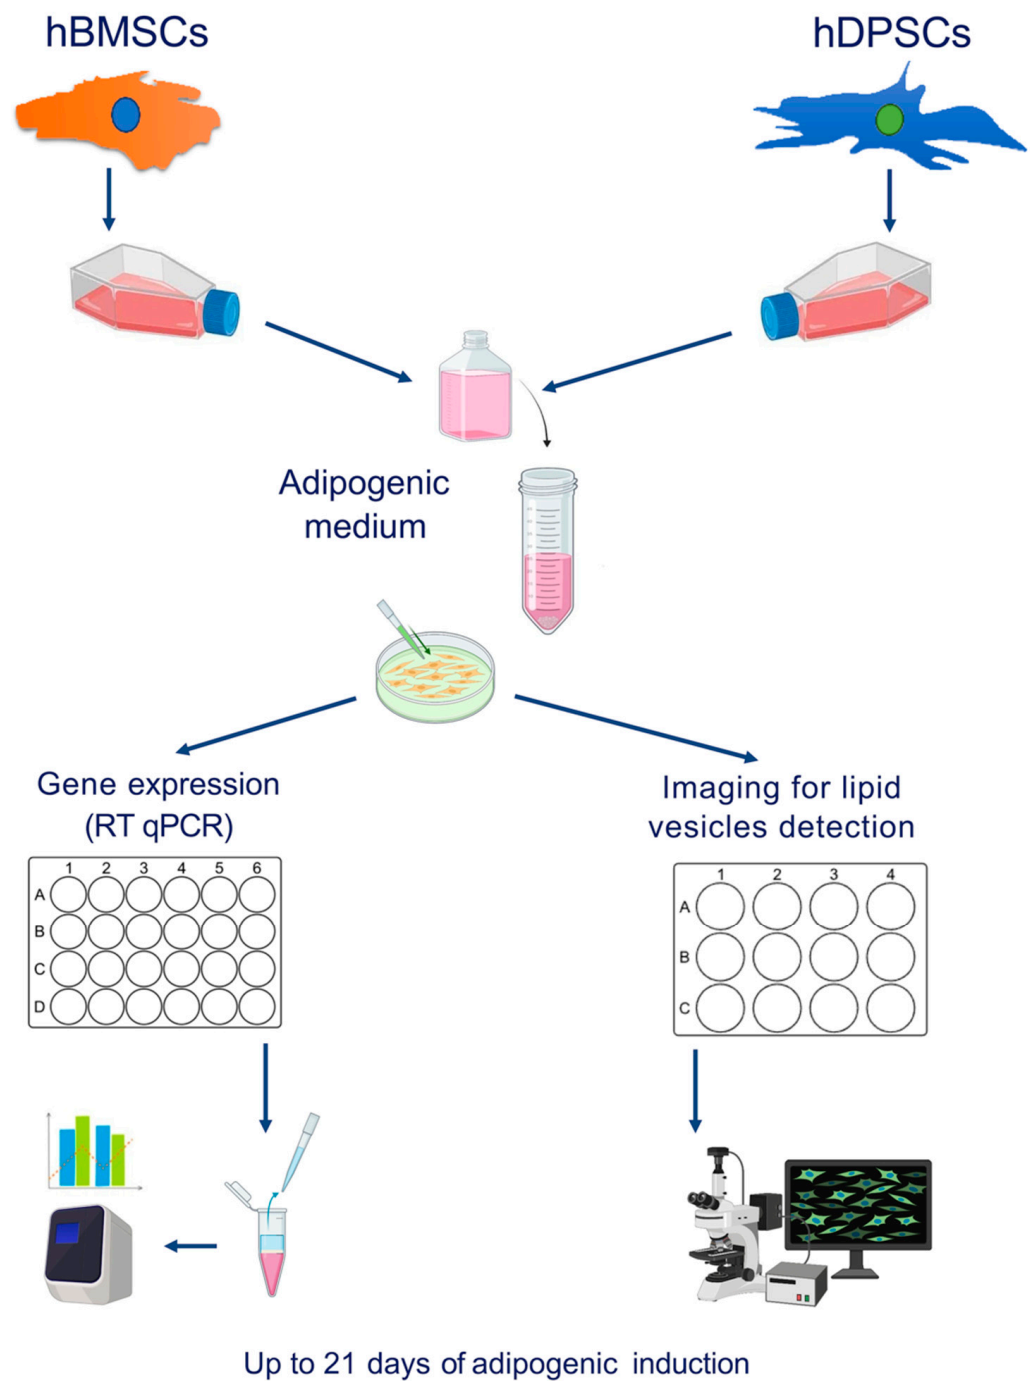 hBMSCs
hDPSCs
Adipogenic
medium
Gene expression
(RT qPCR)
Imaging for lipid
vesicles detection
1 2 3 4 5 6
A
B
C
D
1 2 3 4
A
B
C
Up to 21 days of adipogenic induction